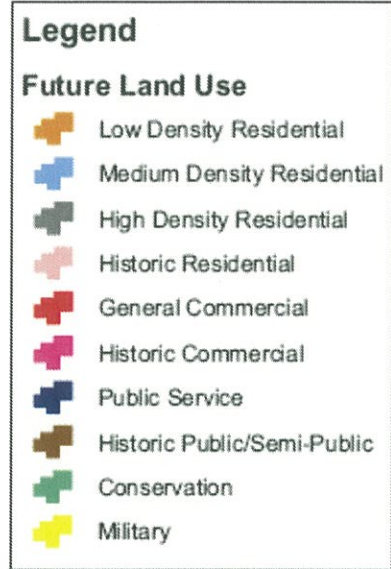 Legend
Future Land Use
Low Density Residential
Medium Density Residential
High Density Residential
Historic Residential
General Commercial
Historic Commercial
Public Service
Historic Public/Semi-Public
Conservation
Military